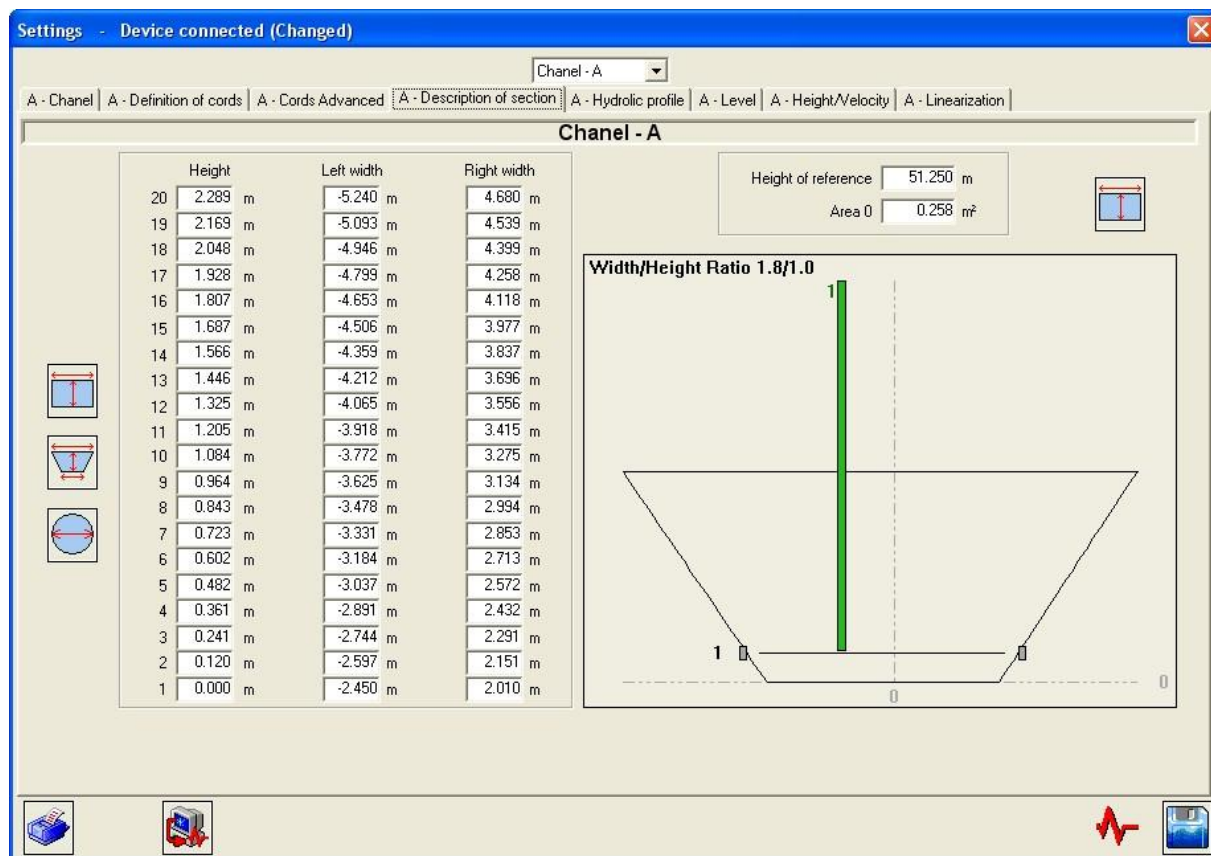 Settings - Device connected (Changed)
Chanel - A
A - Chanel A - Definition of cords A - Cords Advanced A - Description of section A - Hydrolic profile A - Level A - Height/Velocity A - Linearization
Chanel - A
Height Left width Right width
20 2.289 m -5.240 m 4.680 m
19 2.169 m -5.093 m 4.539 m
18 2.048 m -4.946 m 4.399 m
17 1.928 m -4.799 m 4.258 m
16 1.807 m -4.653 m 4.118 m
15 1.687 m -4.506 m 3.977 m
14 1.566 m -4.359 m 3.837 m
13 1.446 m -4.212 m 3.696 m
12 1.325 m -4.065 m 3.556 m
11 1.205 m -3.918 m 3.415 m
10 1.084 m -3.772 m 3.275 m
9 0.964 m -3.625 m 3.134 m
8 0.843 m -3.478 m 2.994 m
7 0.723 m -3.331 m 2.853 m
6 0.602 m -3.184 m 2.713 m
5 0.482 m -3.037 m 2.572 m
4 0.361 m -2.891 m 2.432 m
3 0.241 m -2.744 m 2.291 m
2 0.120 m -2.597 m 2.151 m
1 0.000 m -2.450 m 2.010 m
Height of reference 51.250 m
Area 0 0.258 m²
Width/Height Ratio 1.8/1.0
1
1
0
0